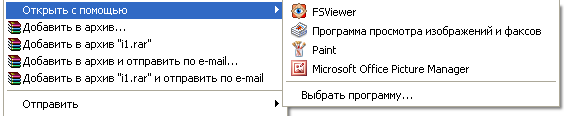 Открыть с помощью
Добавить в архив...
Добавить в архив "i1.rar"
Добавить в архив и отправить по e-mail...
Добавить в архив "i1.rar" и отправить по e-mail
Отправить
FSViewer
Программа просмотра изображений и факсов
Paint
Microsoft Office Picture Manager
Выбрать программу...